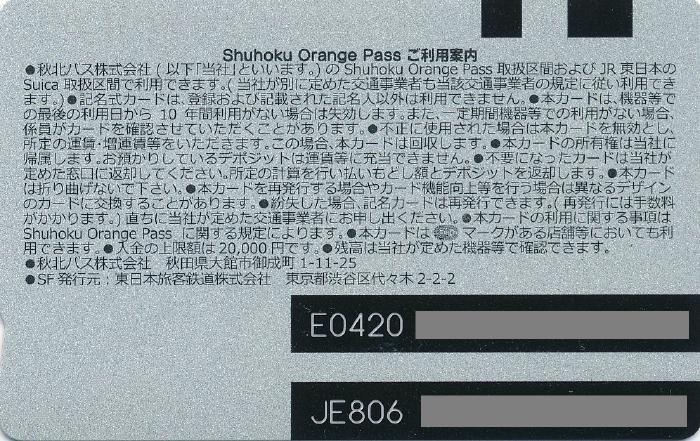 Shuhoku Orange Pass ご利用案内
●秋北バス株式会社 ( 以下「当社」といいます。) の Shuhoku Orange Pass 取扱区間および JR 東日本の
Suica 取扱区間で利用できます。( 当社が別に定めた交通事業者も当該交通事業者の規定に従い利用でき
ます。) ●記名式カードは、登録および記載された記名人以外は利用できません。●本カードは、機器等で
の最後の利用日から 10 年間利用がない場合は失効します。また、一定期間機器等での利用がない場合、
係員がカードを確認させていただくことがあります。●不正に使用された場合は本カードを無効とし、
所定の運賃・増運賃等をいただきます。この場合、本カードは回収します。●本カードの所有権は当社に
帰属します。お預かりしているデポジットは運賃等に充当できません。●不要になったカードは当社が
定めた窓口に返却してください。所定の計算を行い払いもどし額とデポジットを返却します。●本カード
は折り曲げないで下さい。●本カードを再発行する場合やカード機能向上等を行う場合は異なるデザイン
のカードに交換することがあります。●紛失した場合、記名カードは再発行できます。( 再発行には手数料
がかかります。) 直ちに当社が定めた交通事業者にお申し出ください。●本カードの利用に関する事項は
Shuhoku Orange Pass に関する規定によります。●本カードは マークがある店舗等においても利
用できます。●入金の上限額は 20,000 円です。●残高は当社が定めた機器等で確認できます。
●秋北バス株式会社 秋田県大館市御成町 1-11-25
●SF 発行元：東日本旅客鉄道株式会社 東京都渋谷区代々木 2-2-2
E0420
JE806